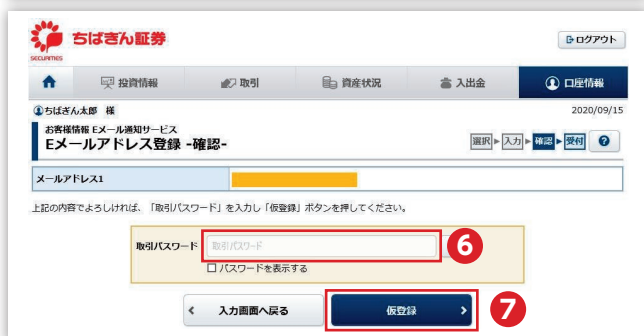 ちばぎん証券
SECURITIES
ログアウト
投資情報
取引
資産状況
入出金
口座情報
ちばぎん太郎 様
2020/09/15
お客様情報 Eメール通知サービス
Eメールアドレス登録 -確認-
選択 ▶ 入力 ▶ 確認 ▶ 受付 ?
メールアドレス1
上記の内容でよろしければ、「取引パスワード」を入力し「仮登録」ボタンを押してください。
取引パスワード 取引パスワード
6
パスワードを表示する
< 入力画面へ戻る
仮登録 >
7